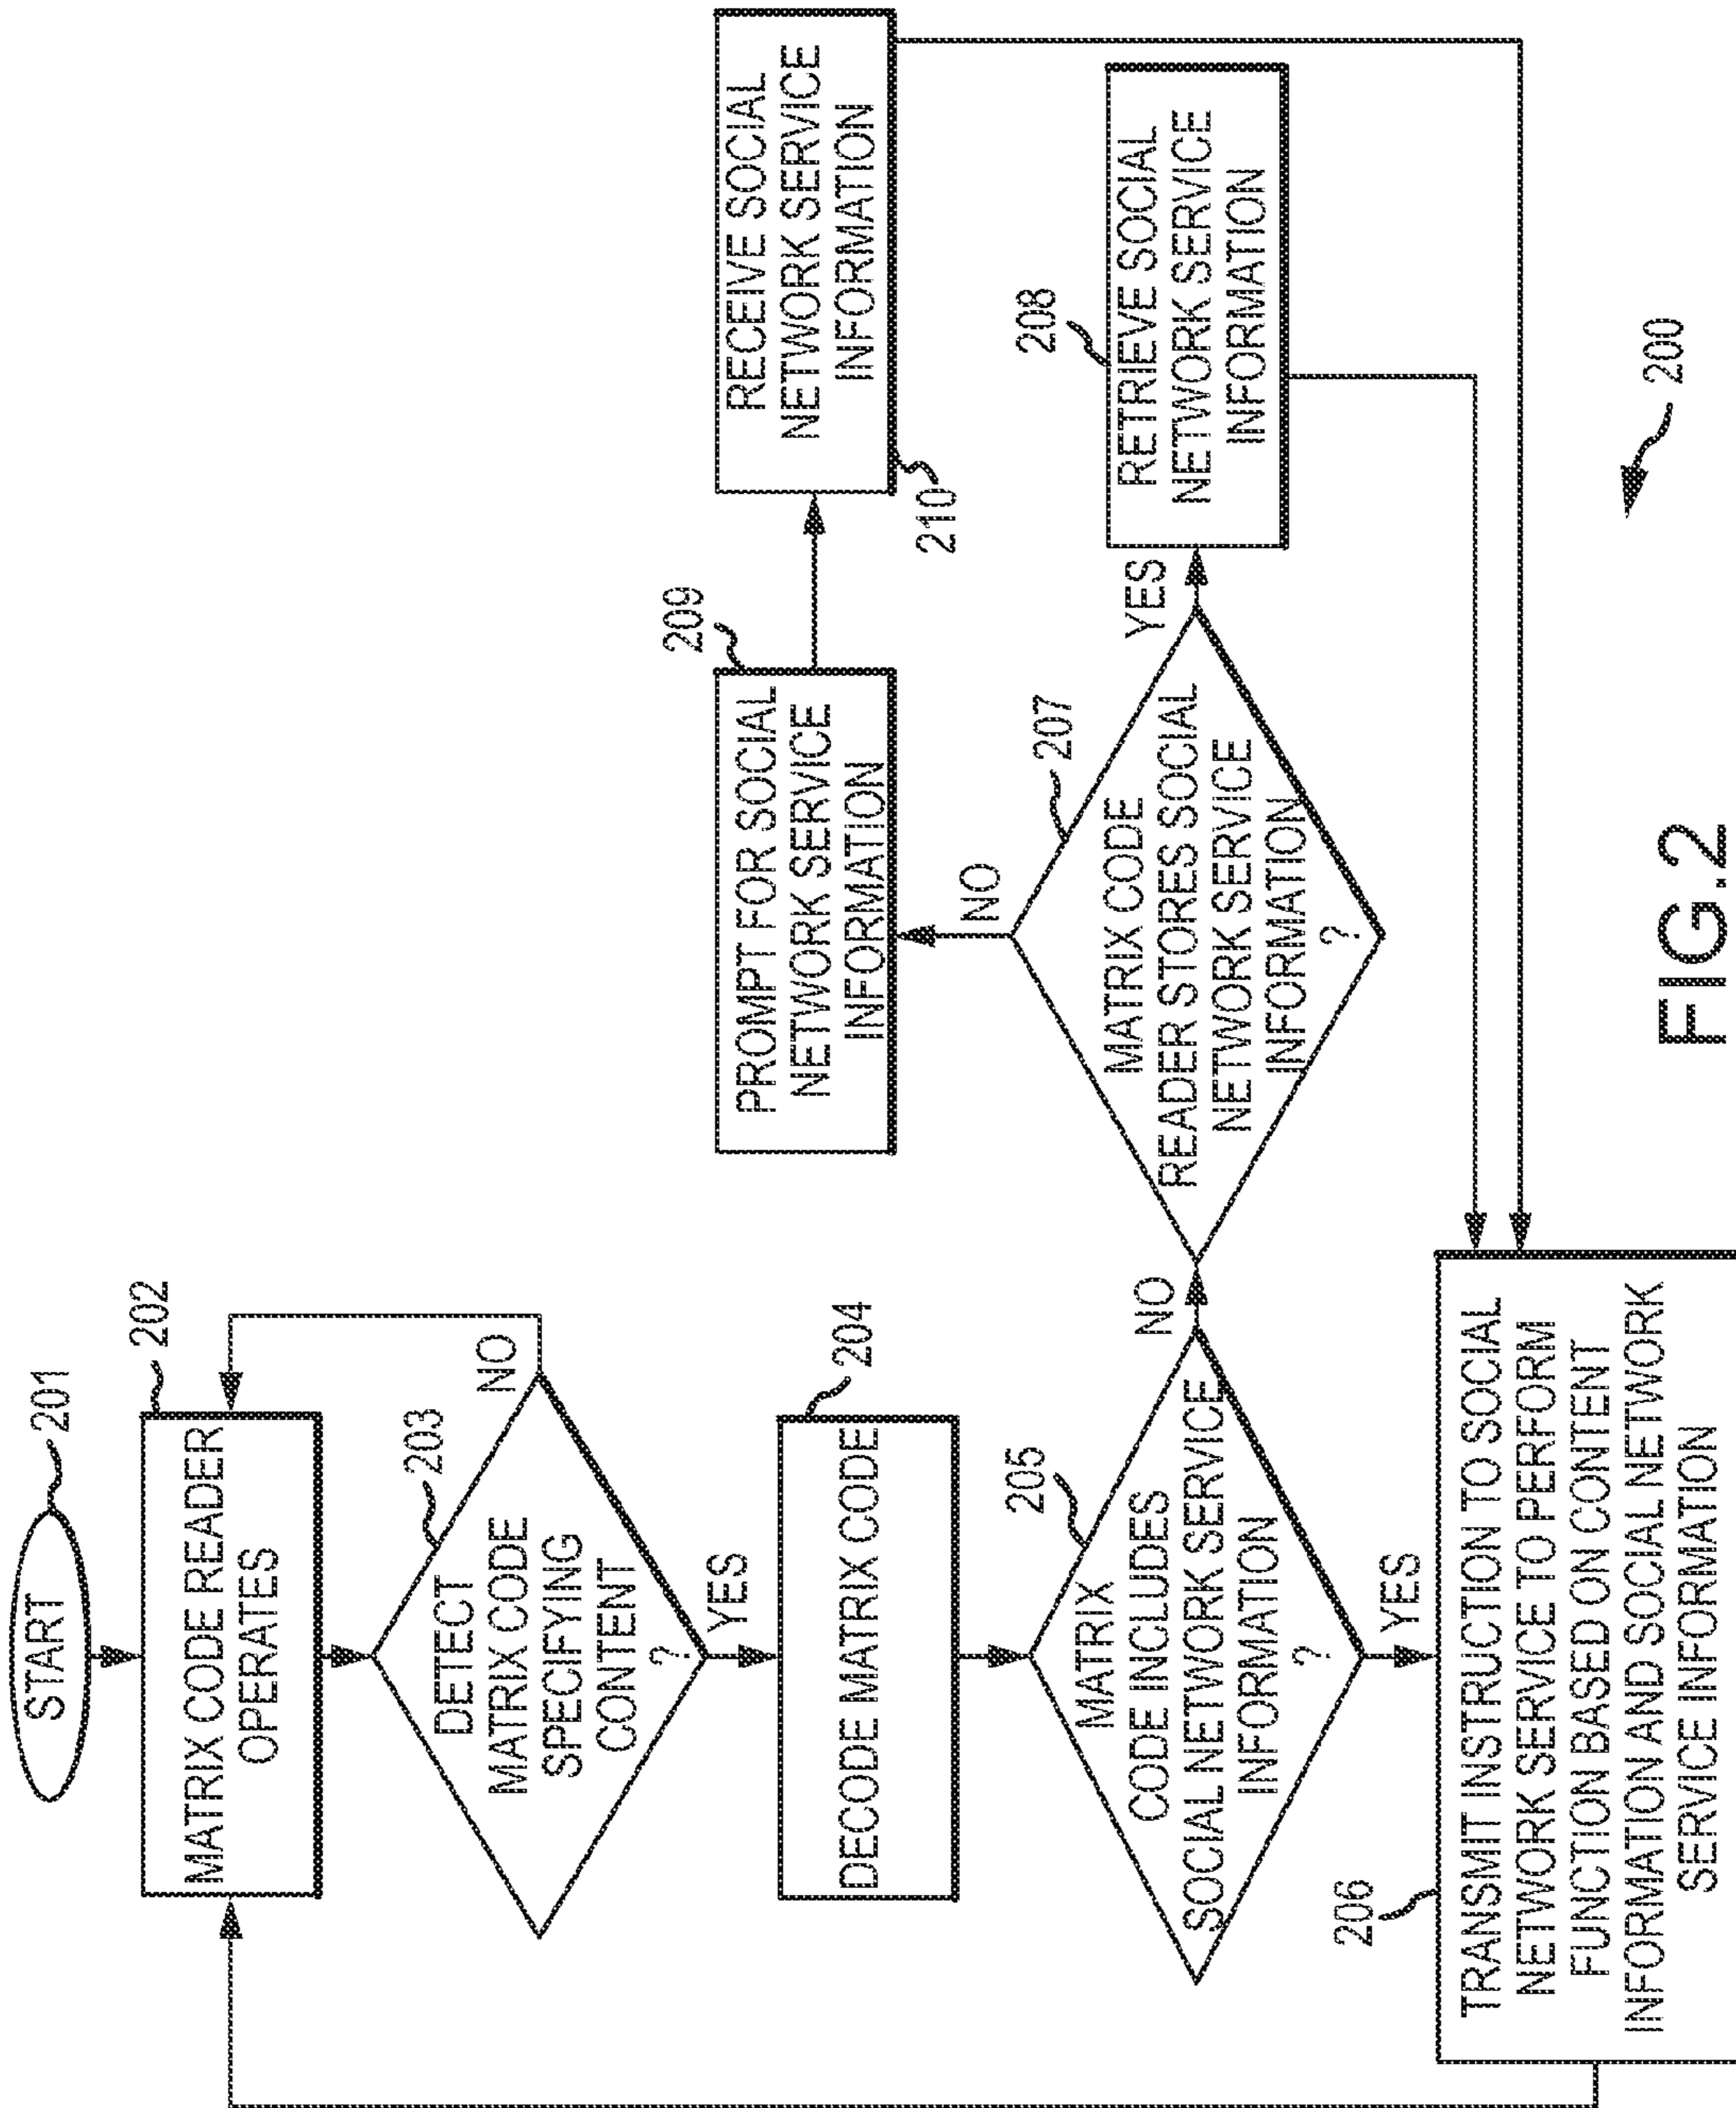 START
201
MATRIX CODE READER
OPERATES
202
DETECT
MATRIX CODE
SPECIFYING
CONTENT
?
203
NO
YES
DECODE MATRIX CODE
204
MATRIX
CODE INCLUDES
SOCIAL NETWORK SERVICE
INFORMATION
?
205
NO
YES
206
TRANSMIT INSTRUCTION TO SOCIAL
NETWORK SERVICE TO PERFORM
FUNCTION BASED ON CONTENT
INFORMATION AND SOCIAL NETWORK
SERVICE INFORMATION
MATRIX CODE
READER STORES SOCIAL
NETWORK SERVICE
INFORMATION
?
207
NO
YES
208
RETRIEVE SOCIAL
NETWORK SERVICE
INFORMATION
209
PROMPT FOR SOCIAL
NETWORK SERVICE
INFORMATION
RECEIVE SOCIAL
NETWORK SERVICE
INFORMATION
210
200
FIG.2